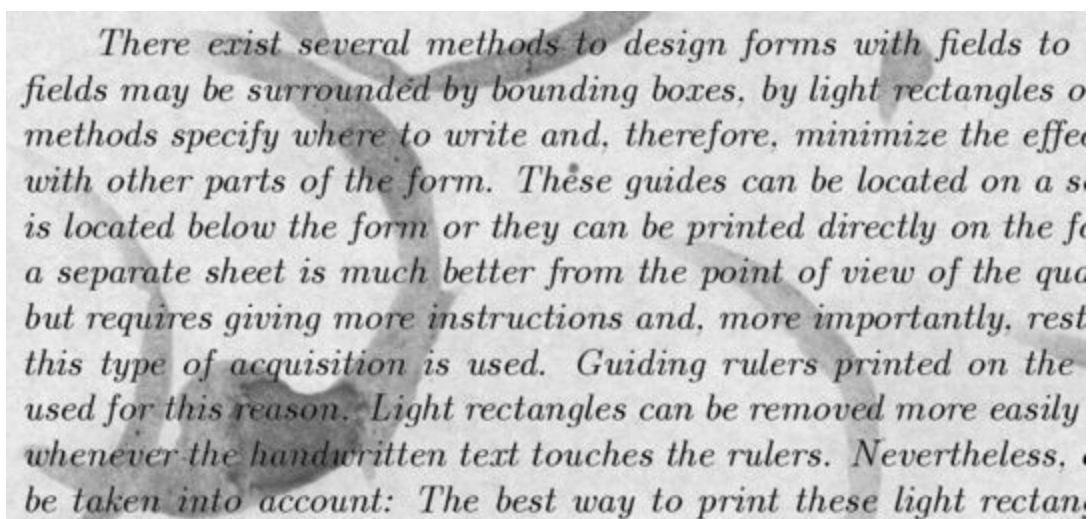 There exist several methods to design forms with fields to
fields may be surrounded by bounding boxes, by light rectangles o
methods specify where to write and, therefore, minimize the effec
with other parts of the form. These guides can be located on a s
is located below the form or they can be printed directly on the fo
a separate sheet is much better from the point of view of the qua
but requires giving more instructions and, more importantly, rest
this type of acquisition is used. Guiding rulers printed on the
used for this reason. Light rectangles can be removed more easily
whenever the handwritten text touches the rulers. Nevertheless,
be taken into account: The best way to print these light rectang